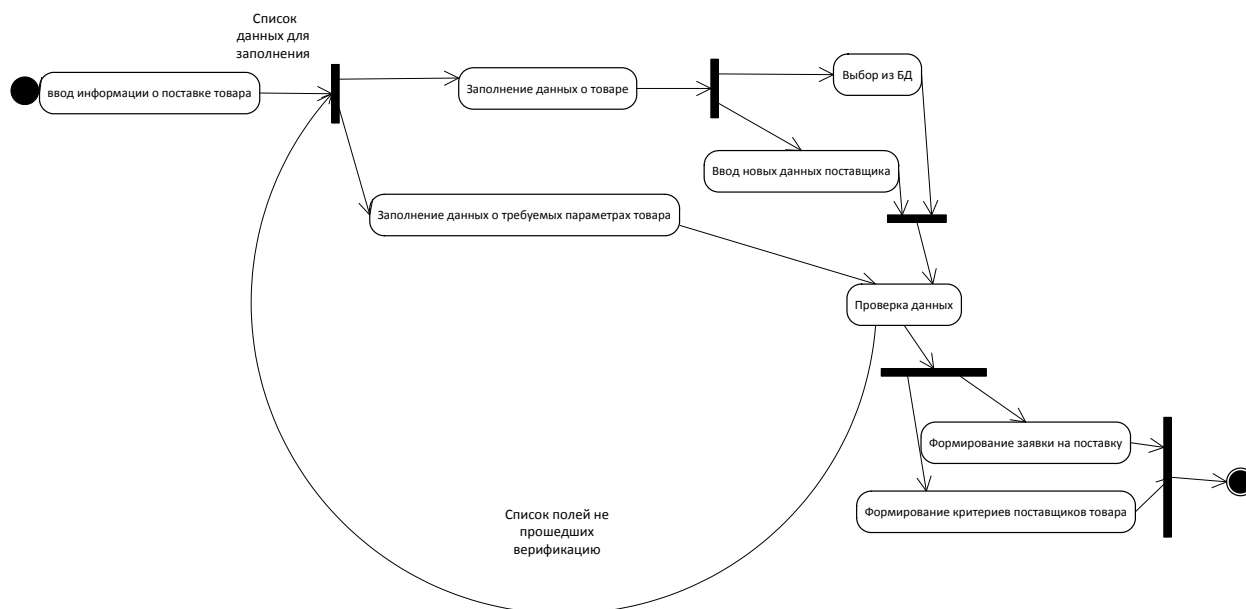 Список
данных для
заполнения
ввод информации о поставке товара
Заполнение данных о товаре
Выбор из БД
Ввод новых данных поставщика
Заполнение данных о требуемых параметрах товара
Проверка данных
Формирование заявки на поставку
Формирование критериев поставщиков товара
Список полей не
прошедших
верификацию